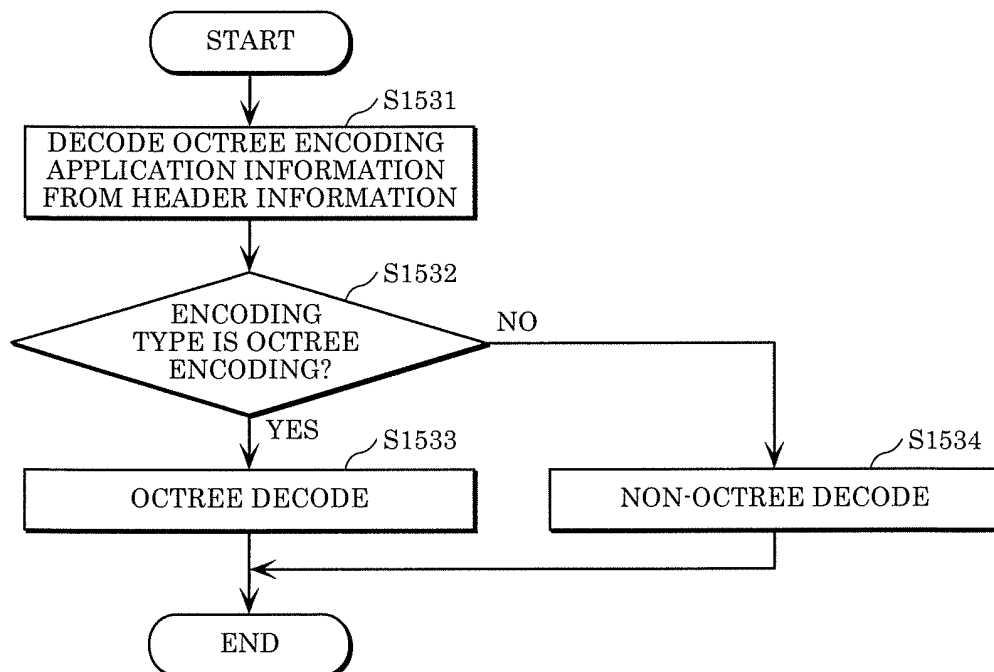 START
S1531
DECODE OCTREE ENCODING
APPLICATION INFORMATION
FROM HEADER INFORMATION
S1532
ENCODING
TYPE IS OCTREE
ENCODING?
NO
YES
S1533
OCTREE DECODE
S1534
NON-OCTREE DECODE
END